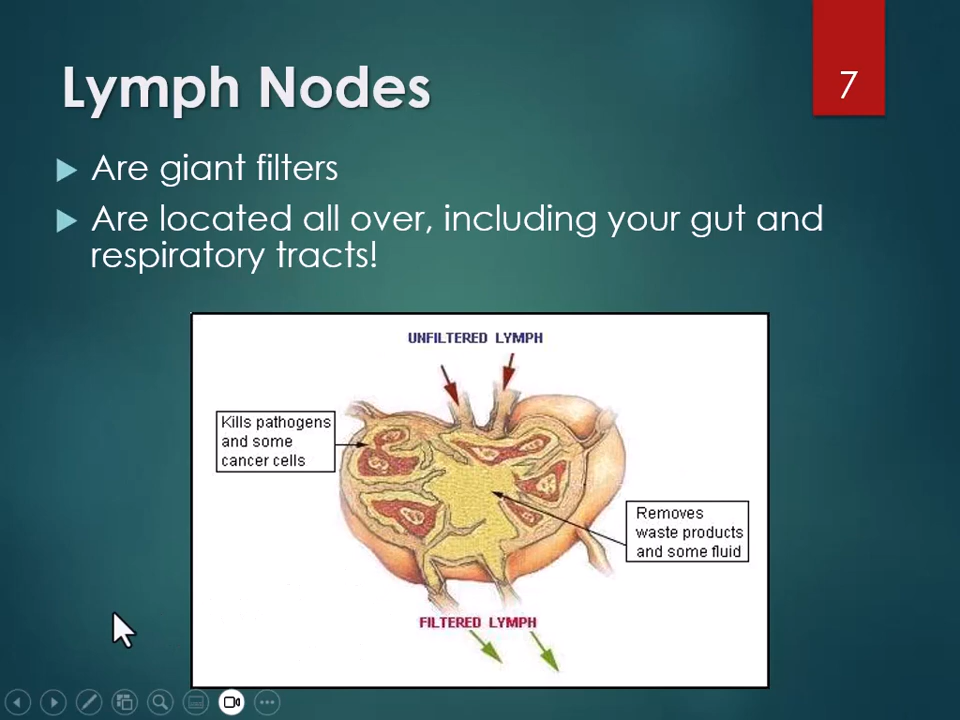 Lymph Nodes
7
Are giant filters
Are located all over, including your gut and
respiratory tracts!
UNFILTERED LYMPH
Kills pathogens
and some
cancer cells
Removes
waste products
and some fluid
FILTERED LYMPH